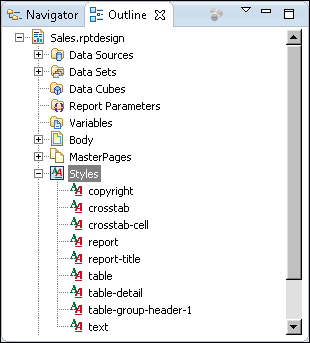 Navigator Outline
Sales.rptdesign
Data Sources
Data Sets
Data Cubes
Report Parameters
Variables
Body
MasterPages
Styles
copyright
crosstab
crosstab-cell
report
report-title
table
table-detail
table-group-header-1
text